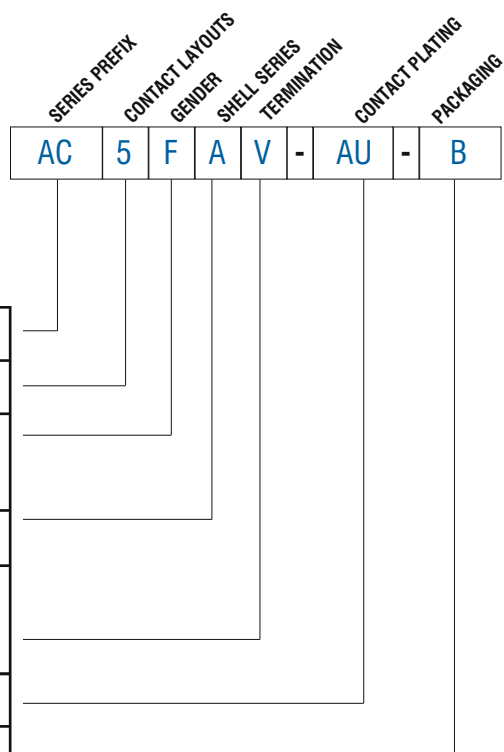 SERIES PREFIX
CONTACT LAYOUTS
GENDER
SHELL SERIES
TERMINATION
CONTACT PLATING
PACKAGING
AC 5 F A V - AU - B